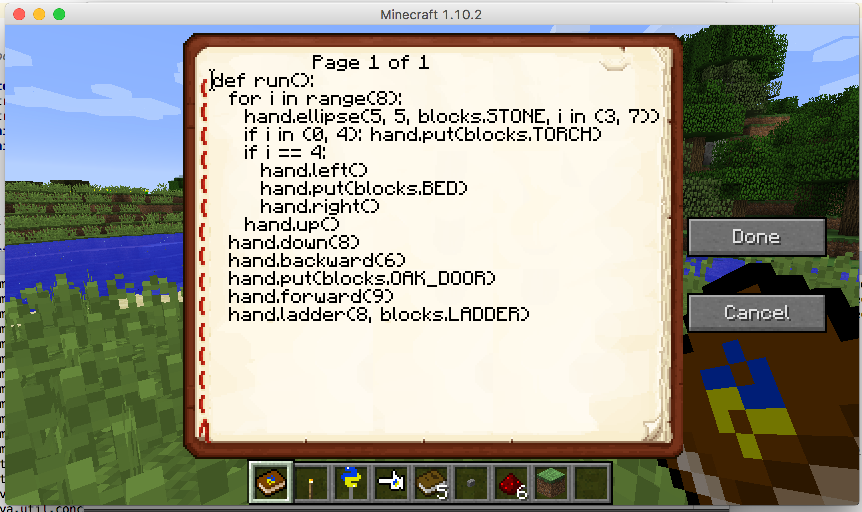 Minecraft 1.10.2
Page 1 of 1
def run():
  for i in range(8):
    hand.ellipse(5, 5, blocks.STONE, i in (3, 7))
    if i in (0, 4): hand.put(blocks.TORCH)
    if i == 4:
      hand.left()
      hand.put(blocks.BED)
      hand.right()
    hand.up()
  hand.down(8)
  hand.backward(6)
  hand.put(blocks.OAK_DOOR)
  hand.forward(9)
  hand.ladder(8, blocks.LADDER)
Done
Cancel
5
6
va.util.conc